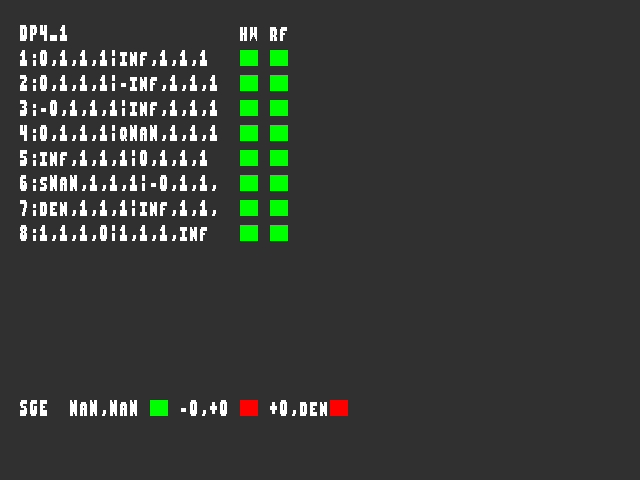 DP4_1 HW RF
1:0,1,1,1¦INF,1,1,1
2:0,1,1,1¦-INF,1,1,1
3:-0,1,1,1¦INF,1,1,1
4:0,1,1,1¦QNAN,1,1,1
5:INF,1,1,1¦0,1,1,1
6:SNAN,1,1,1¦-0,1,1,
7:DEN,1,1,1¦INF,1,1,
8:1,1,1,0¦1,1,1,INF
SGE NAN,NAN -0,+0 +0,DEN